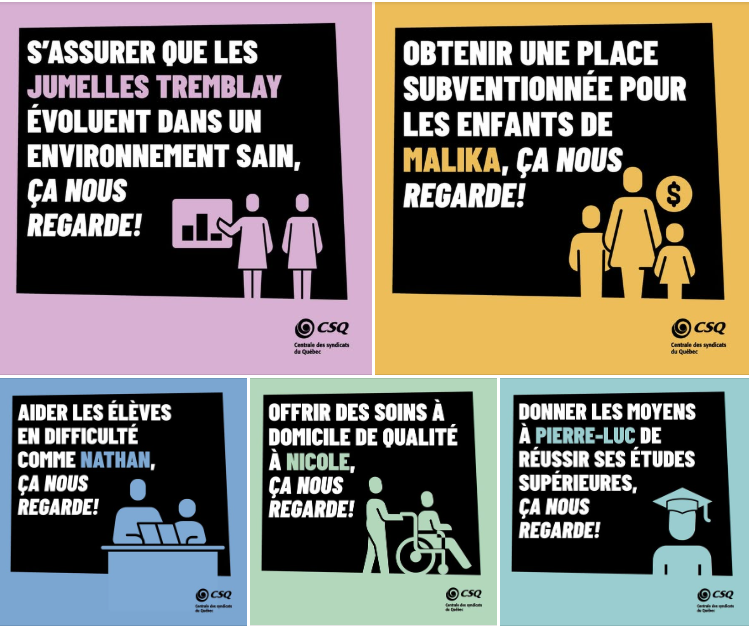 S'ASSURER QUE LES
JUMELLES TREMBLAY
ÉVOLUENT DANS UN
ENVIRONNEMENT SAIN,
ÇA NOUS
REGARDE!
CSQ
Centrale des syndicats
du Québec
OBTENIR UNE PLACE
SUBVENTIONNÉE POUR
LES ENFANTS DE
MALIKA, ÇA NOUS
REGARDE!
$
CSQ
Centrale des syndicats
du Québec
AIDER LES ÉLÈVES
EN DIFFICULTÉ
COMME NATHAN,
ÇA NOUS
REGARDE!
CSQ
Centrale des syndicats
du Québec
OFFRIR DES SOINS À
DOMICILE DE QUALITÉ
À NICOLE,
ÇA NOUS
REGARDE!
CSQ
Centrale des syndicats
du Québec
DONNER LES MOYENS
À PIERRE-LUC DE
RÉUSSIR SES ÉTUDES
SUPÉRIEURES,
ÇA NOUS
REGARDE!
CSQ
Centrale des syndicats
du Québec